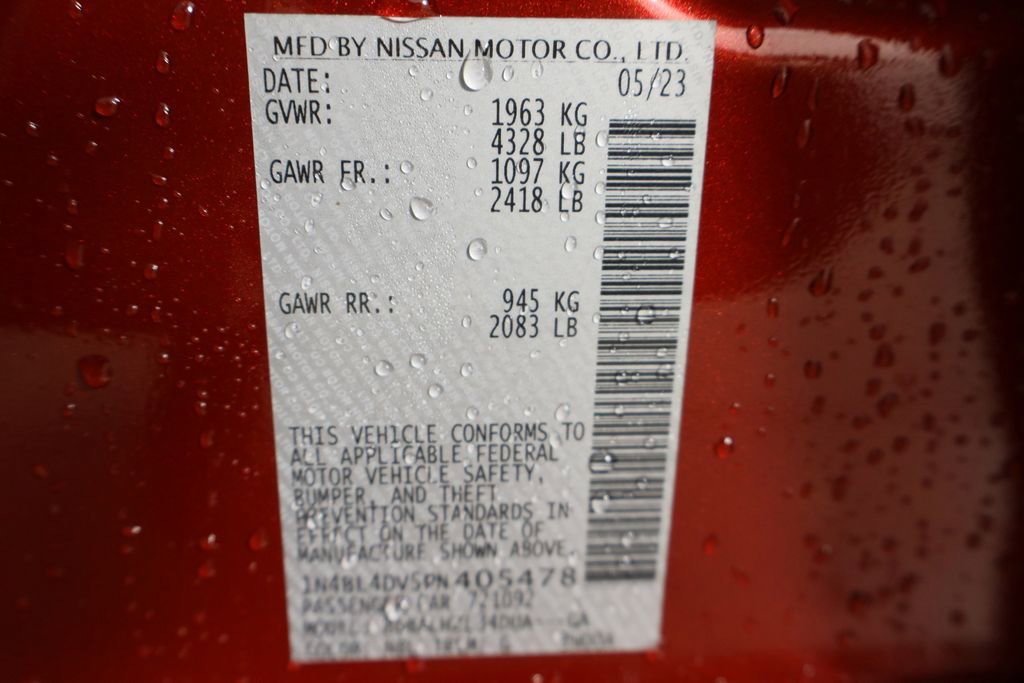 MFD BY NISSAN MOTOR CO., LTD.
DATE: 05/23
GVWR: 1963 KG
4328 LB
GAWR FR.: 1097 KG
2418 LB
GAWR RR.: 945 KG
2083 LB
THIS VEHICLE CONFORMS TO
ALL APPLICABLE FEDERAL
MOTOR VEHICLE SAFETY,
BUMPER, AND THEFT
PREVENTION STANDARDS IN
EFFECT ON THE DATE OF
MANUFACTURE SHOWN ABOVE.
1N4BL4DV5PN405478
PASSENGER CAR